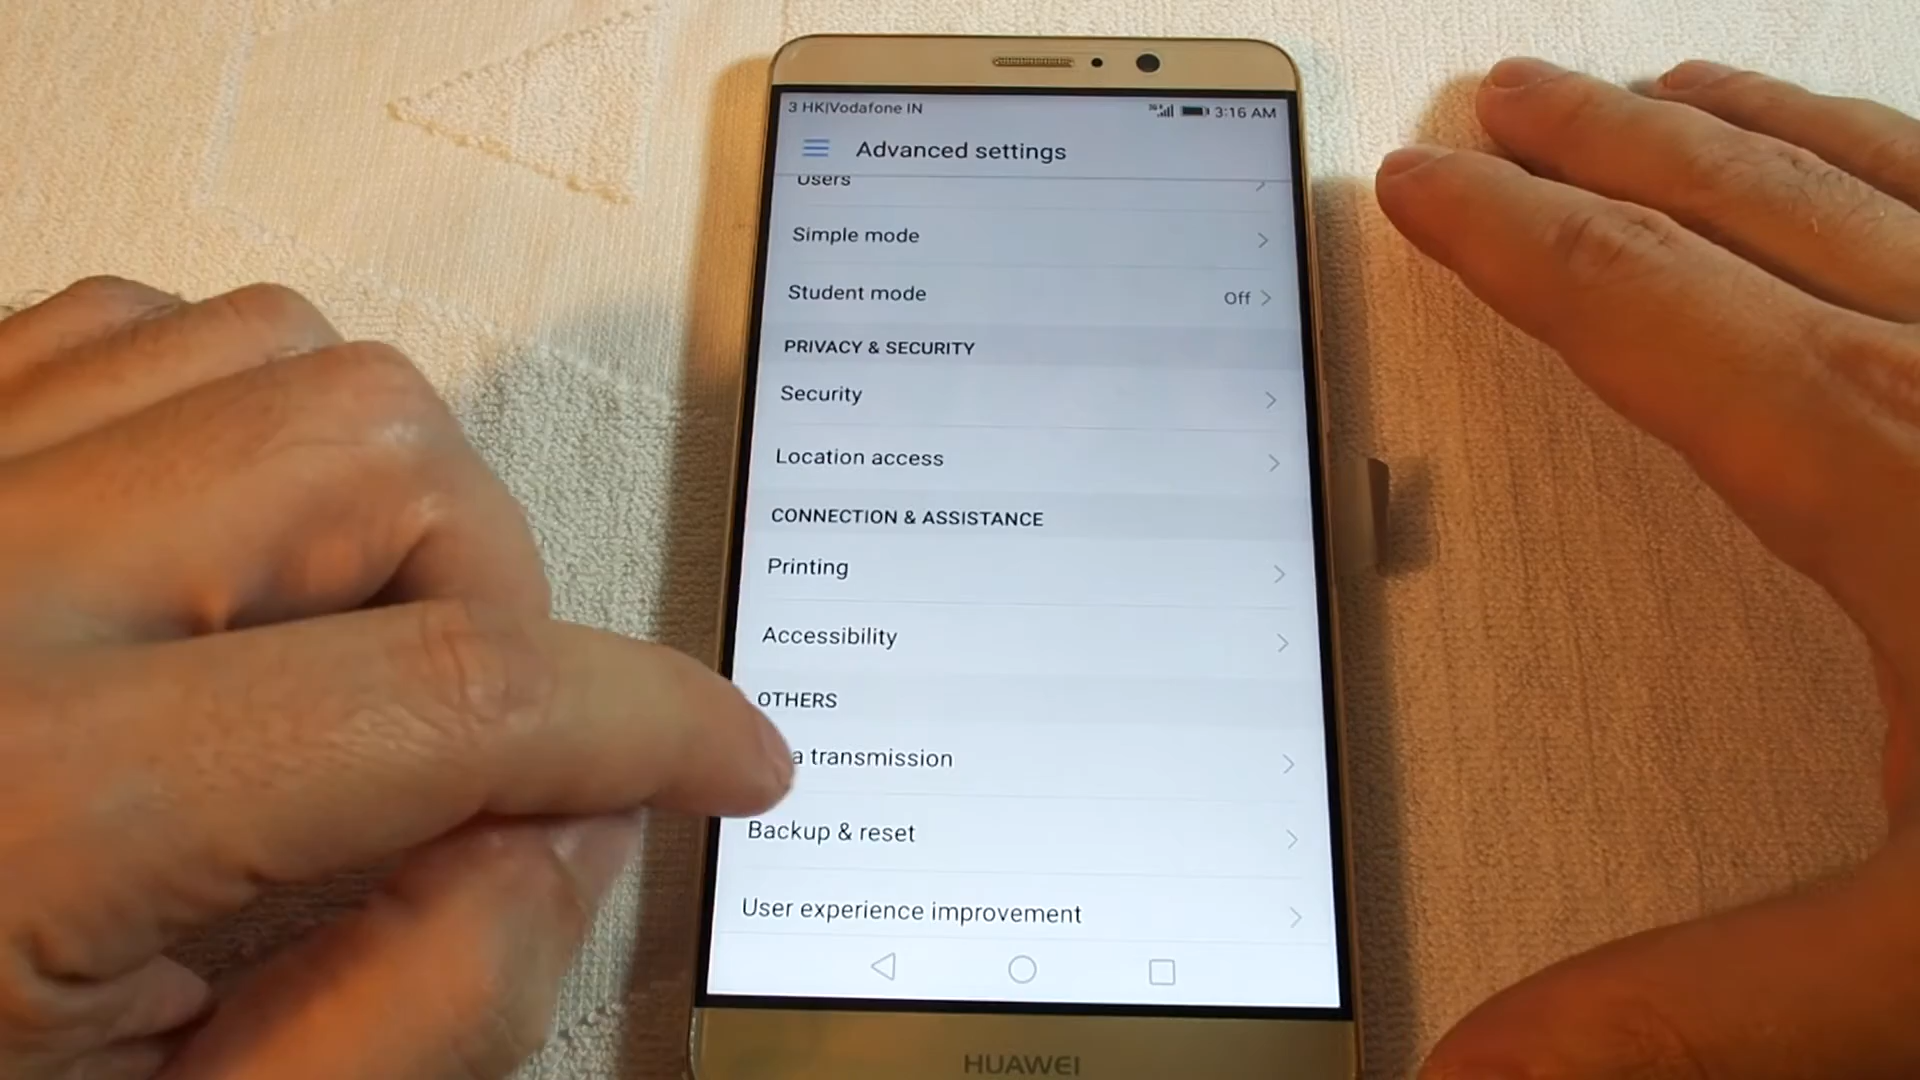 3 HK|Vodafone IN
3:16 AM
Advanced settings
Users
Simple mode
Student mode
Off
PRIVACY & SECURITY
Security
Location access
CONNECTION & ASSISTANCE
Printing
Accessibility
OTHERS
a transmission
Backup & reset
User experience improvement
HUAWEI